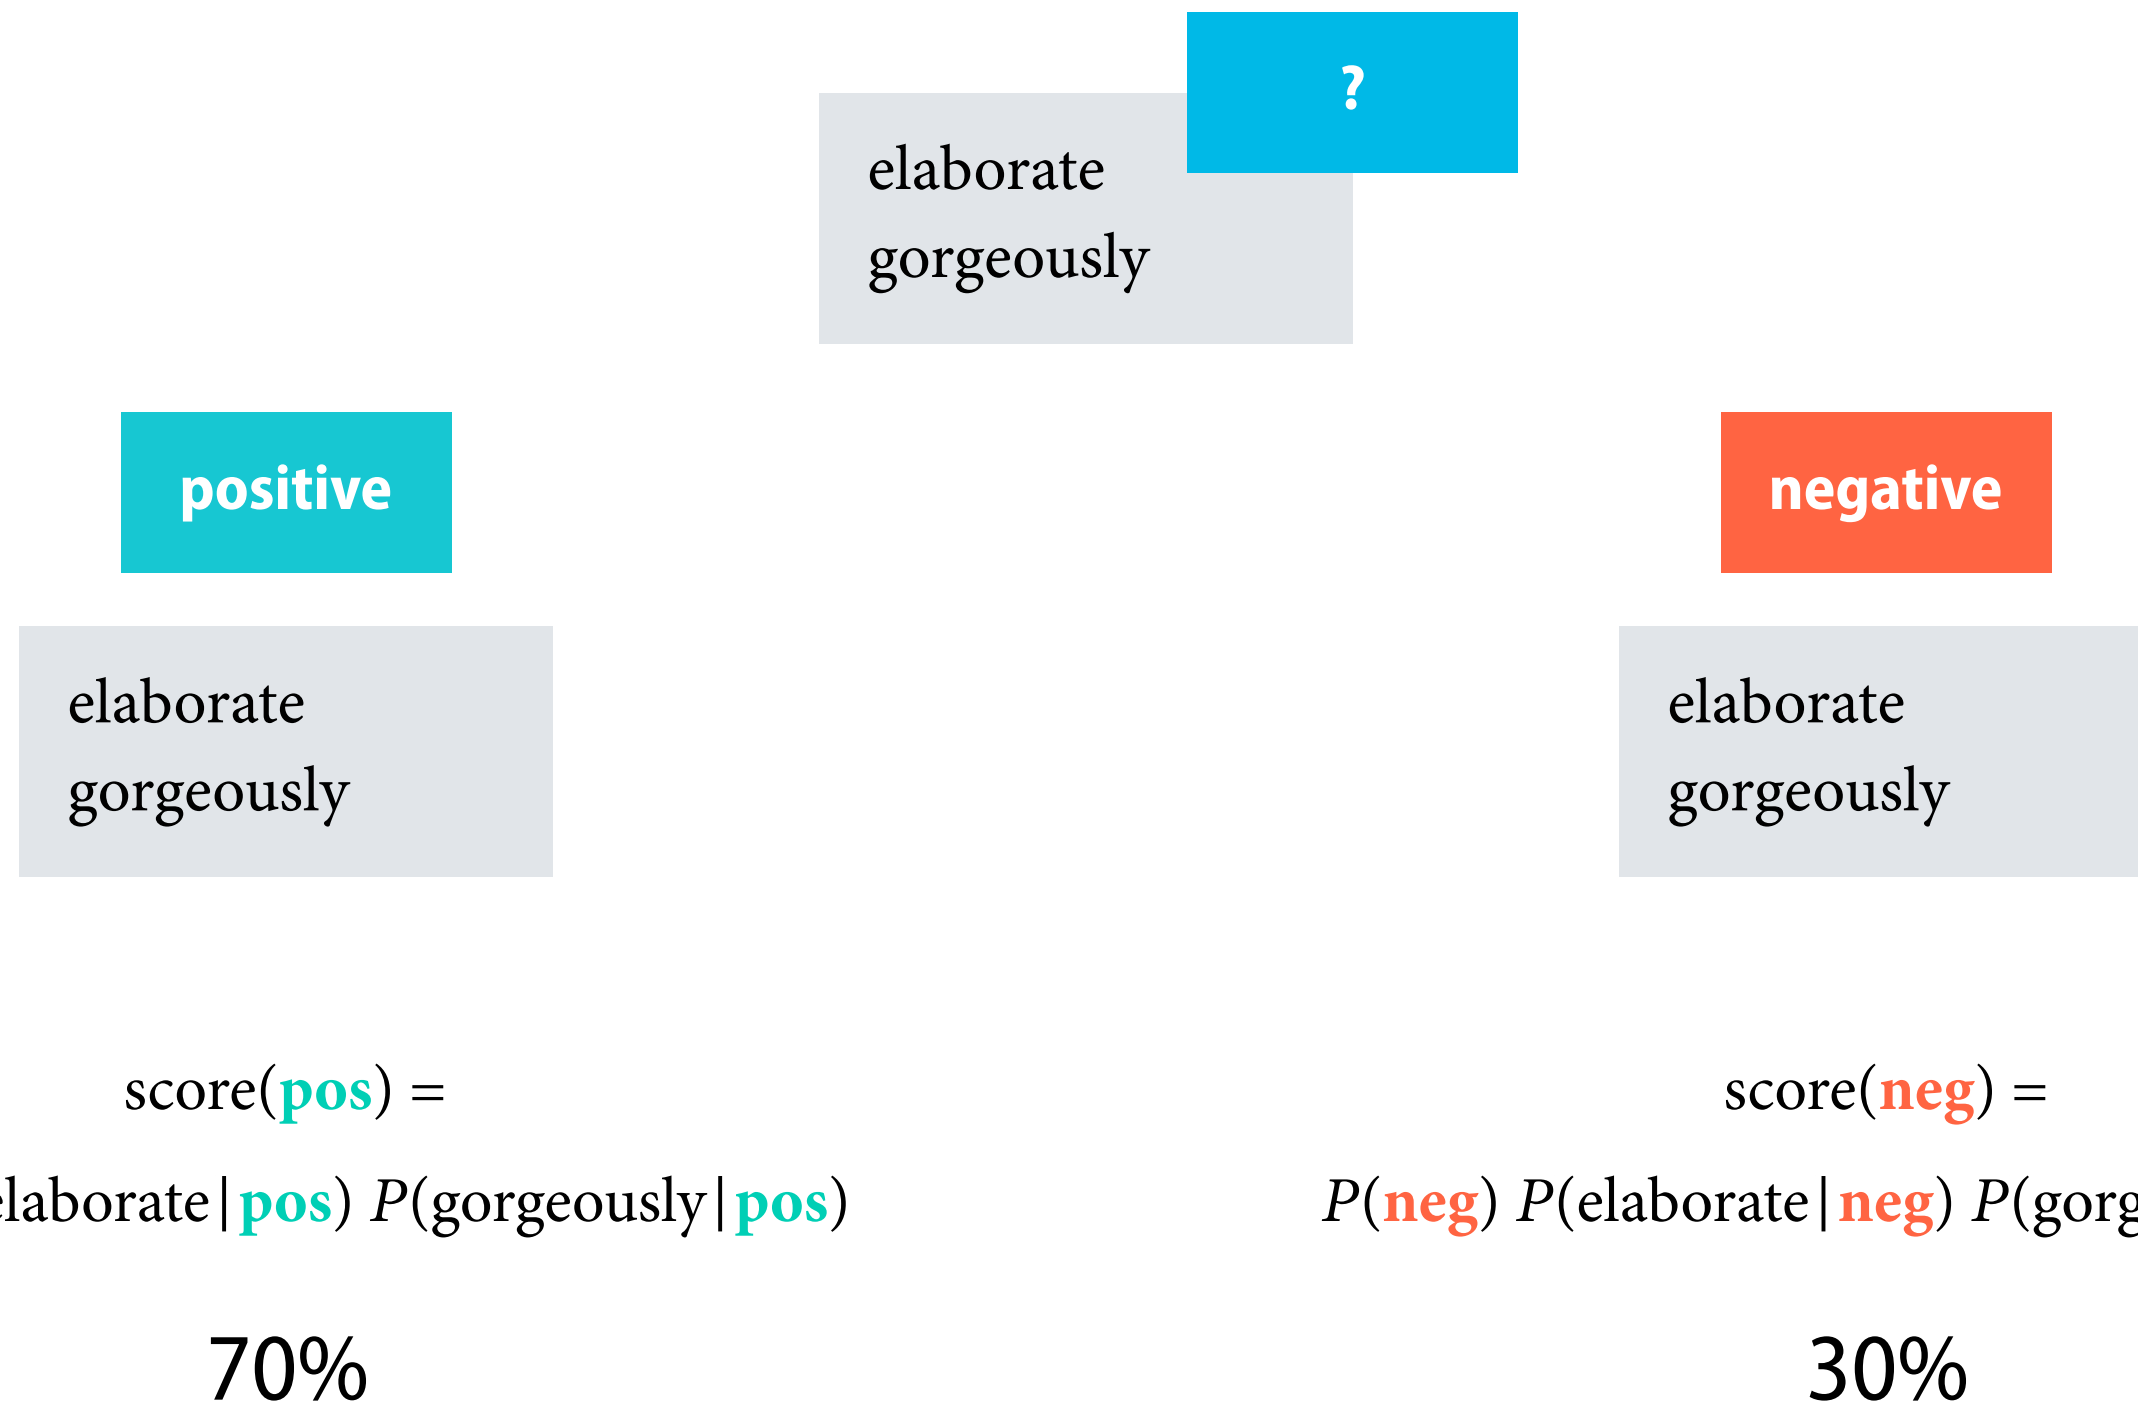 ?
elaborate
gorgeously
positive
negative
elaborate
gorgeously
elaborate
gorgeously
score(pos) =
elaborate|pos) P(gorgeously|pos)
score(neg) =
P(neg) P(elaborate|neg) P(gorg
70%
30%